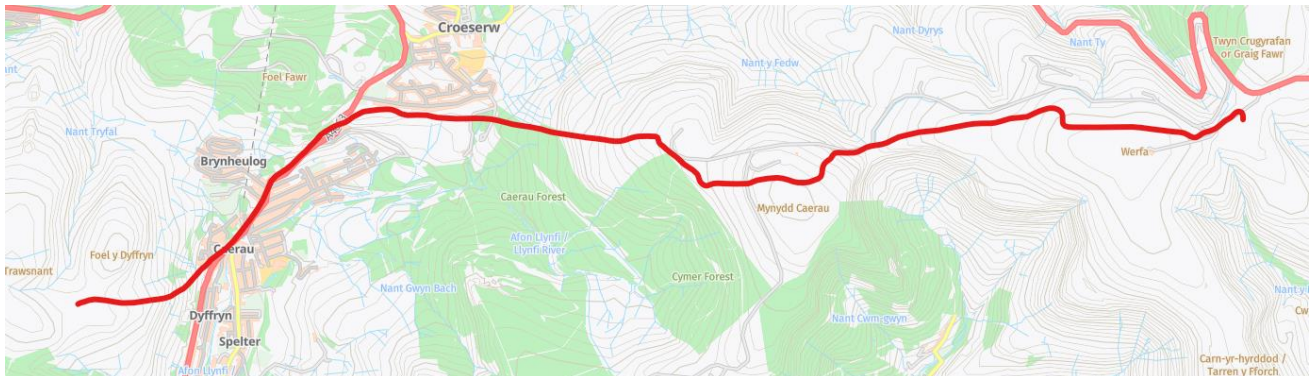 Croeserw
Nant Dyrys
Nant Ty
Twyn Crugyrafan
or Graig Fawr
Nant y Fedw
Foel Fawr
Nant Tryfal
Brynheulog
Werfa
Caerau Forest
Mynydd Caerau
Afon Llynfi /
Llynfi River
Foel y Dyffryn
Caerau
Trawsnant
Cymer Forest
Nant Gwyn Bach
Dyffryn
Nant Cwm gwyn
Spelter
Carn-yr-hyrddod /
Tarren y Fforch
Afon Llynfi /